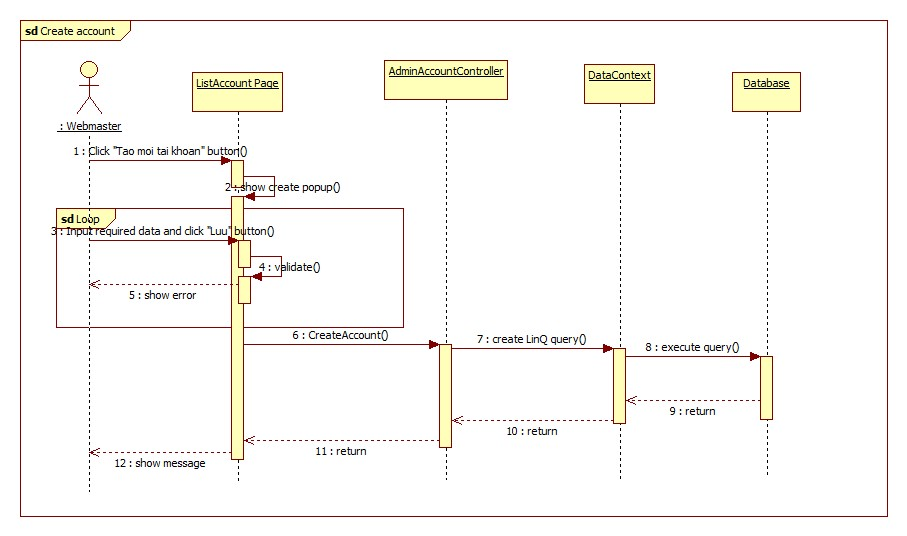 sd Create account
ListAccount Page
AdminAccountController
DataContext
Database
: Webmaster
1 : Click "Tao moi tai khoan" button()
2 : show create popup()
sd Loop
3 : Input required data and click "Luu" button()
4 : validate()
5 : show error
6 : CreateAccount()
7 : create LinQ query()
8 : execute query()
9 : return
10 : return
11 : return
12 : show message